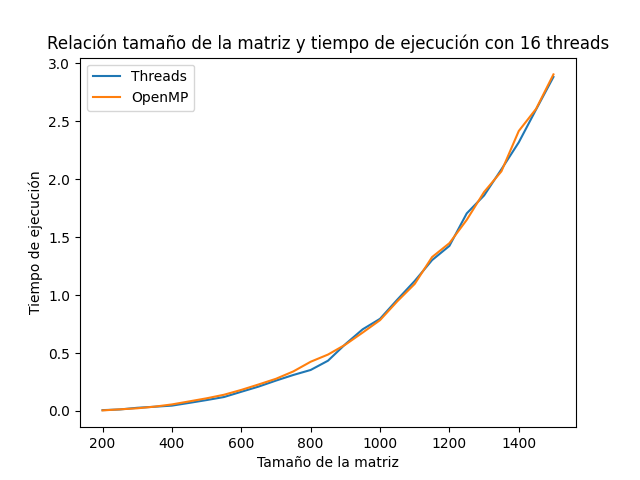 Relación tamaño de la matriz y tiempo de ejecución con 16 threads
Threads
OpenMP
Tiempo de ejecución
3.0
2.5
2.0
1.5
1.0
0.5
0.0
200 400 600 800 1000 1200 1400
Tamaño de la matriz